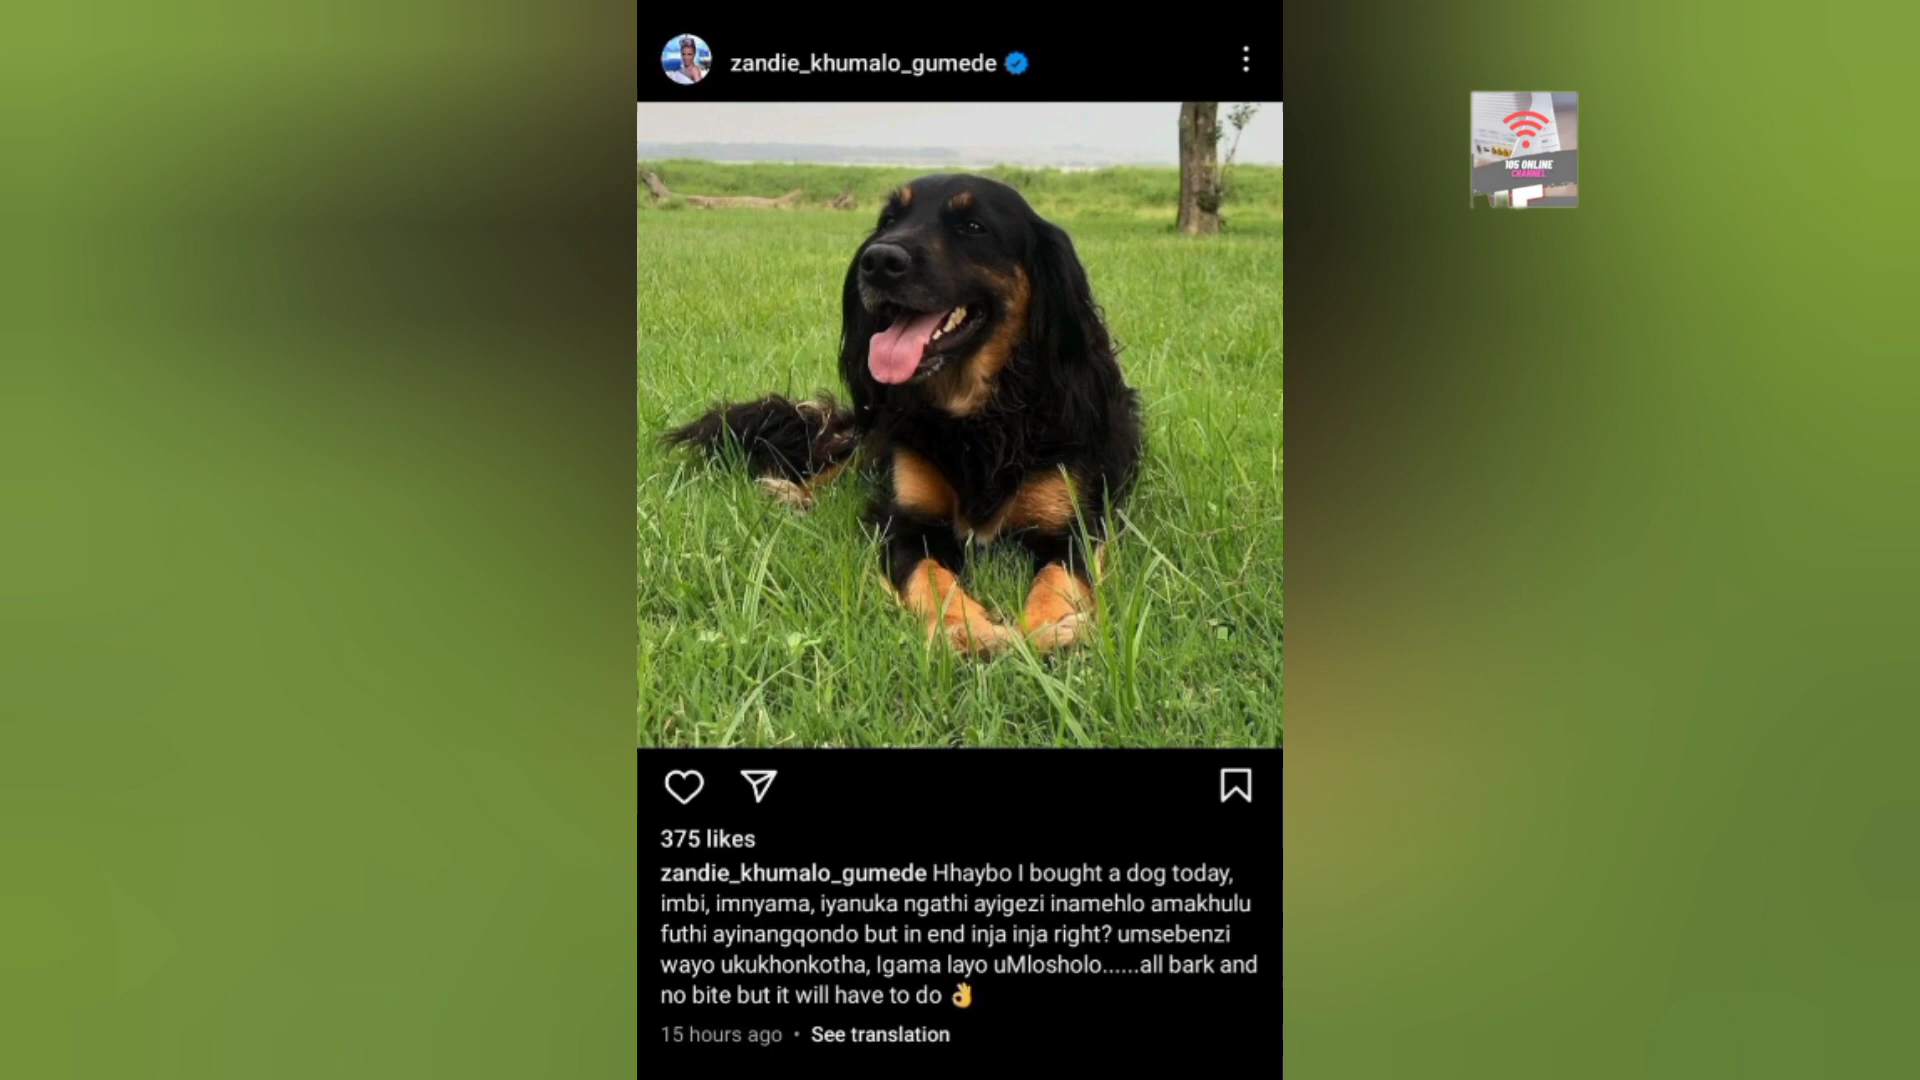 zandie_khumalo_gumede
105 ONLINE
CHANNEL
375 likes
zandie_khumalo_gumede Hhaybo I bought a dog today,
imbi, imnyama, iyanuka ngathi ayigezi inamehlo amakhulu
futhi ayinangqondo but in end inja inja right? umsebenzi
wayo ukukhonkotha, Igama layo uMlosholo......all bark and
no bite but it will have to do 👌
15 hours ago • See translation